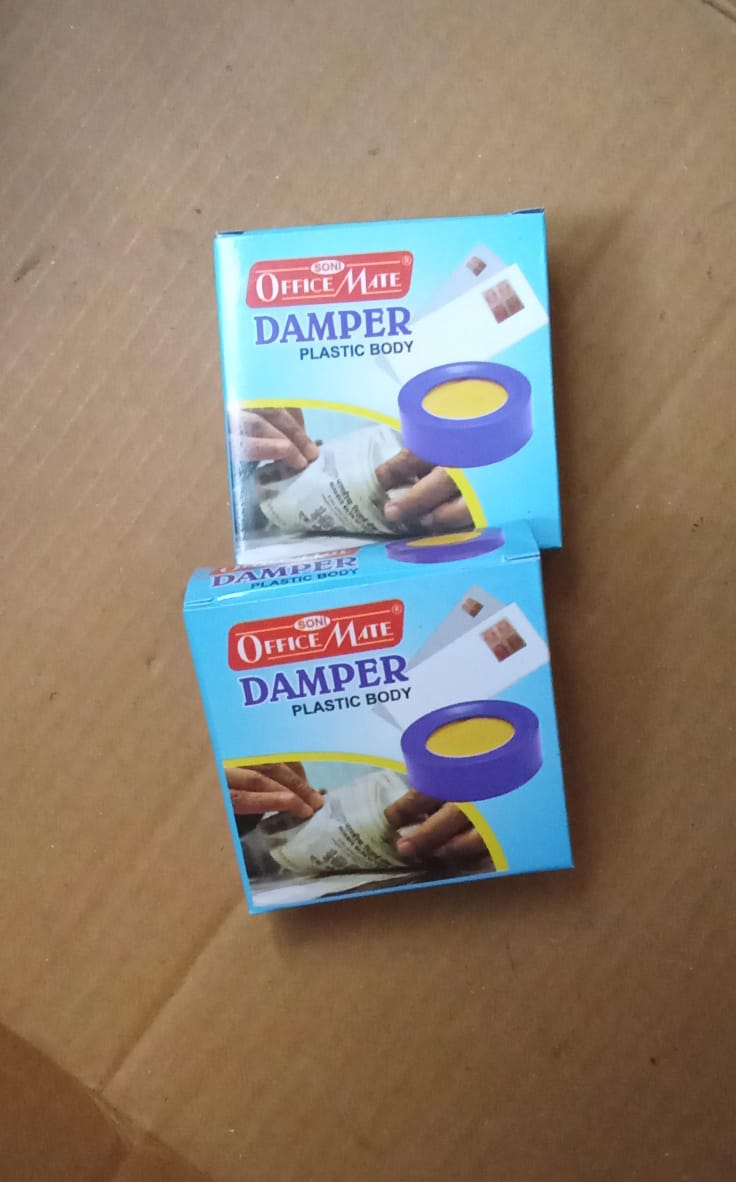 SONI
OFFICE MATE ®
DAMPER
PLASTIC BODY
DAMPER
PLASTIC BODY
SONI
OFFICE MATE ®
DAMPER
PLASTIC BODY